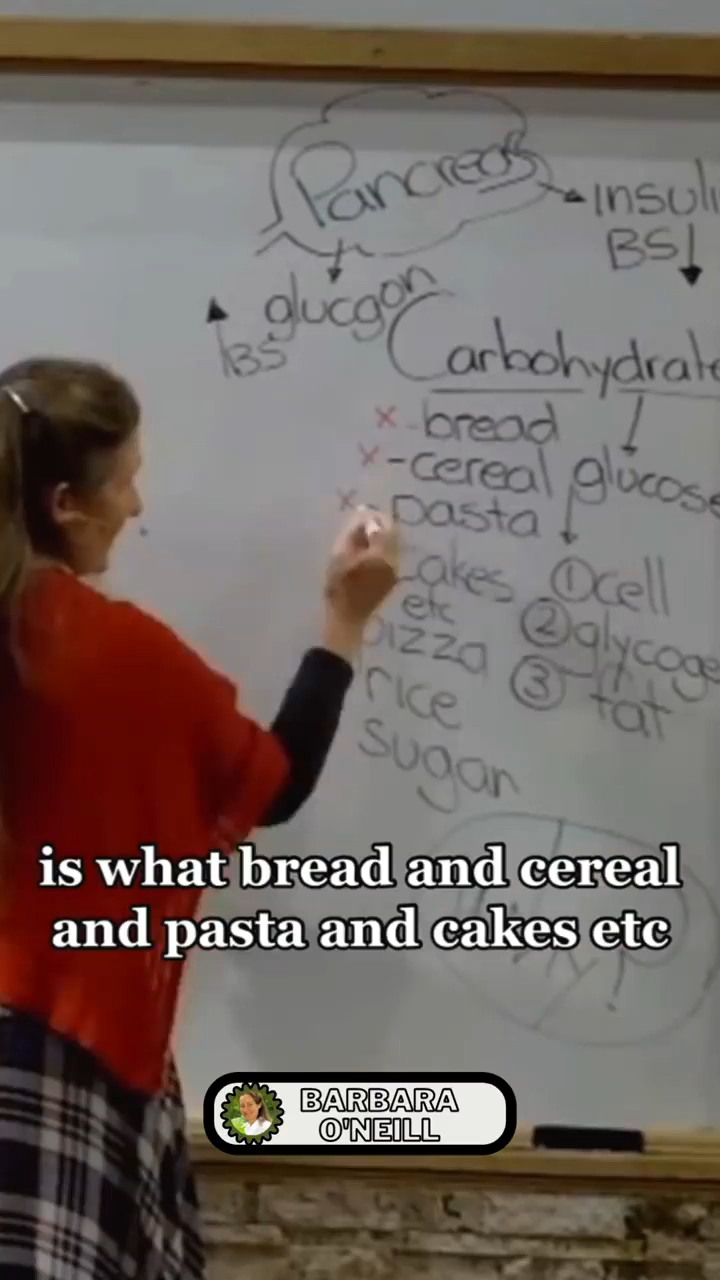 Pancreas
insuli
BS
glucgon
BS
Carbohydrate
x - bread
x - cereal
glucose
x - pasta
cakes
① cell
etc
② glycoge
pizza
③ fat
rice
sugar
is what bread and cereal
and pasta and cakes etc
BARBARA
O'NEILL